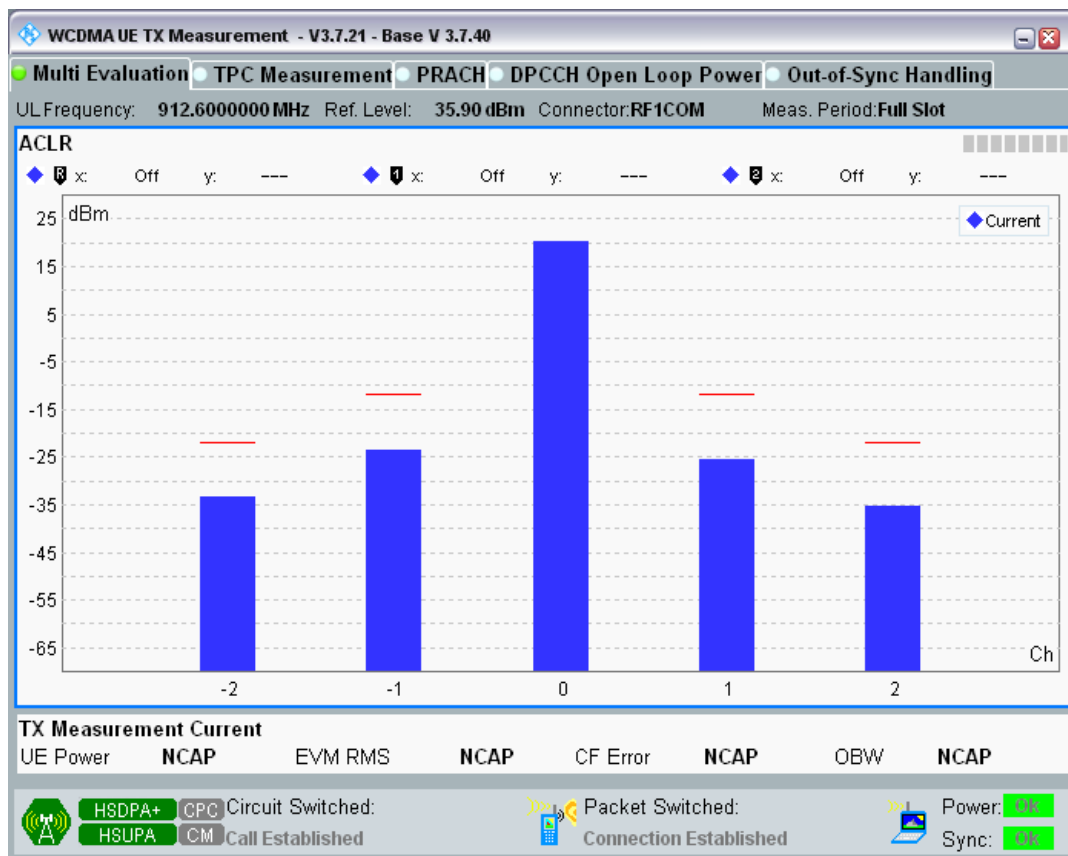 WCDMA UE TX Measurement - V3.7.21 - Base V 3.7.40
Multi Evaluation TPC Measurement PRACH DPCCH Open Loop Power Out-of-Sync Handling
UL Frequency: 912.6000000 MHz Ref. Level: 35.90 dBm Connector:RF1COM Meas. Period:Full Slot
ACLR
R x: Off y: --- 1 x: Off y: --- 2 x: Off y: ---
dBm
Current
25
15
5
-5
-15
-25
-35
-45
-55
-65
Ch
-2 -1 0 1 2
TX Measurement Current
UE Power NCAP EVM RMS NCAP CF Error NCAP OBW NCAP
HSDPA+ CPC Circuit Switched: Packet Switched: Power: OK
HSUPA CM Call Established Connection Established Sync: OK